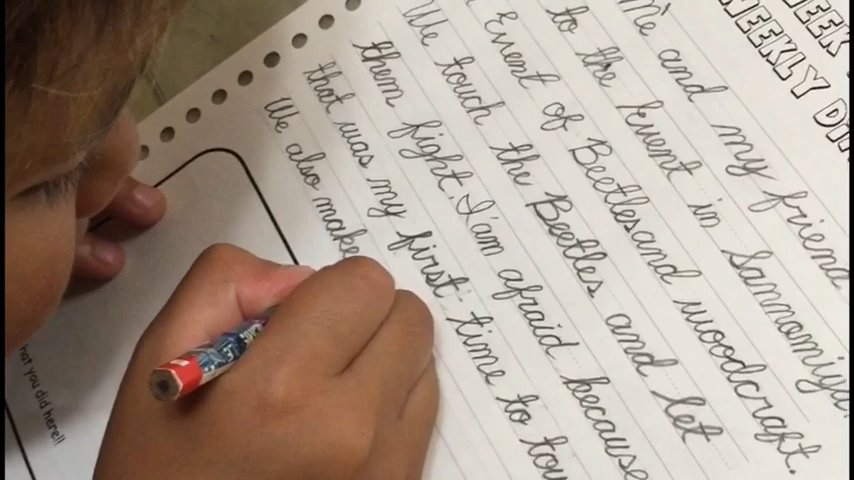 WEEK
WEEKLY
Me and my friend
to the Event in Sannomiya.
Event of Beetles and woodcraft.
We touch the Beetles and let
them fight. I'am afraid because
that was my first time to tou
We also make
hat you did here!!